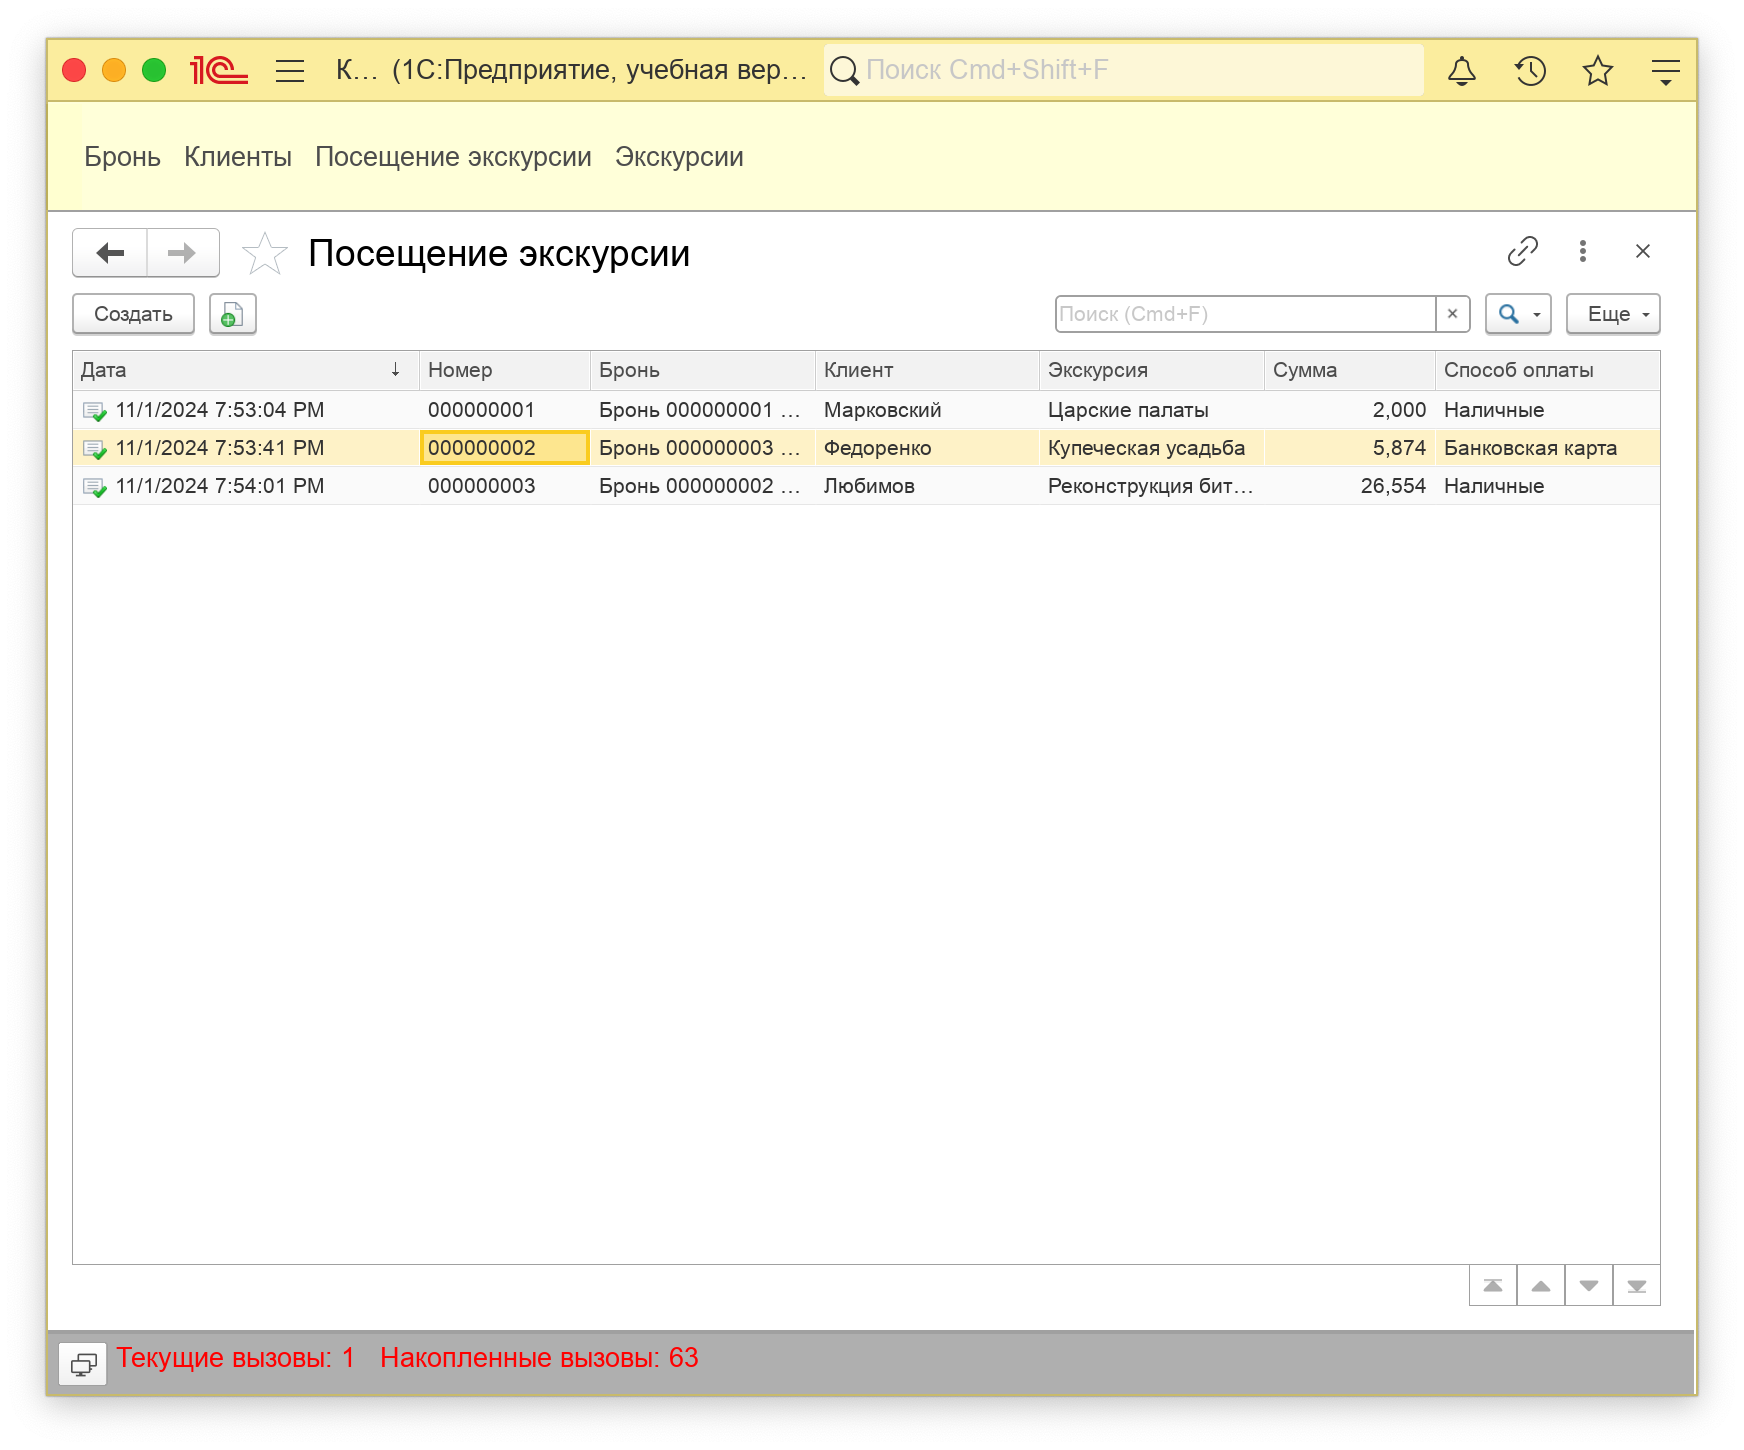 1С К... (1С:Предприятие, учебная вер... Поиск Cmd+Shift+F
Бронь Клиенты Посещение экскурсии Экскурсии
Посещение экскурсии
Создать Поиск (Cmd+F) × Еще
Дата ↓ Номер Бронь Клиент Экскурсия Сумма Способ оплаты
11/1/2024 7:53:04 PM 000000001 Бронь 000000001 ... Марковский Царские палаты 2,000 Наличные
11/1/2024 7:53:41 PM 000000002 Бронь 000000003 ... Федоренко Купеческая усадьба 5,874 Банковская карта
11/1/2024 7:54:01 PM 000000003 Бронь 000000002 ... Любимов Реконструкция бит... 26,554 Наличные
Текущие вызовы: 1 Накопленные вызовы: 63